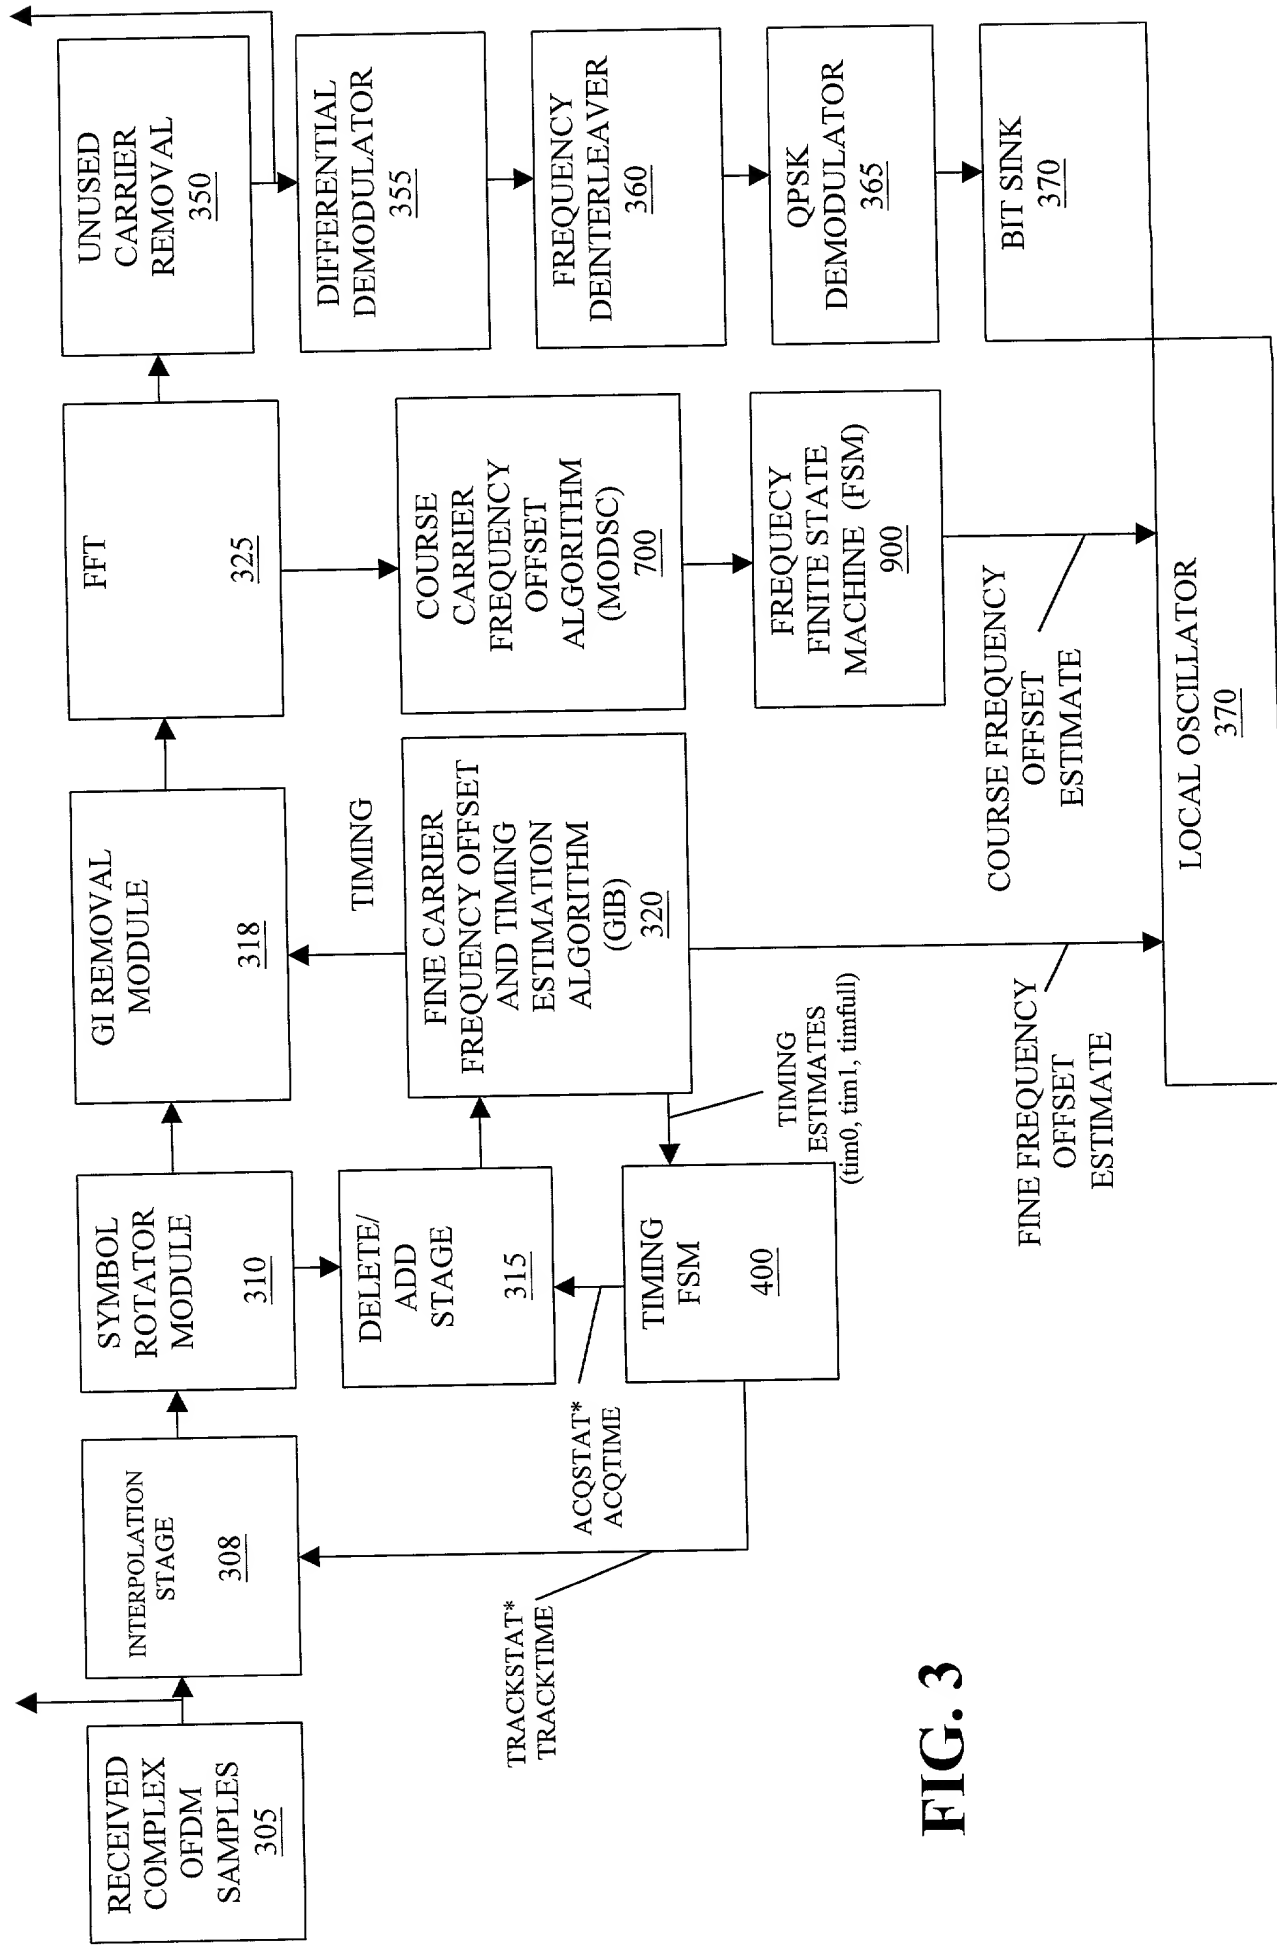 RECEIVED
COMPLEX
OFDM
SAMPLES
305
INTERPOLATION
STAGE
308
SYMBOL
ROTATOR
MODULE
310
GI REMOVAL
MODULE
318
FFT
325
UNUSED
CARRIER
REMOVAL
350
DELETE/
ADD
STAGE
315
TIMING
FINE CARRIER
FREQUENCY OFFSET
AND TIMING
ESTIMATION
ALGORITHM
(GIB)
320
COURSE
CARRIER
FREQUENCY
OFFSET
ALGORITHM
(MODSC)
700
DIFFERENTIAL
DEMODULATOR
355
TRACKSTAT*
TRACKTIME
ACQSTAT*
ACQTIME
TIMING
FSM
400
TIMING
ESTIMATES
(tim0, tim1, timfull)
FREQUECY
FINITE STATE
MACHINE (FSM)
900
FREQUENCY
DEINTERLEAVER
360
QPSK
DEMODULATOR
365
FINE FREQUENCY
OFFSET
ESTIMATE
COURSE FREQUENCY
OFFSET
ESTIMATE
BIT SINK
370
LOCAL OSCILLATOR
370
FIG. 3